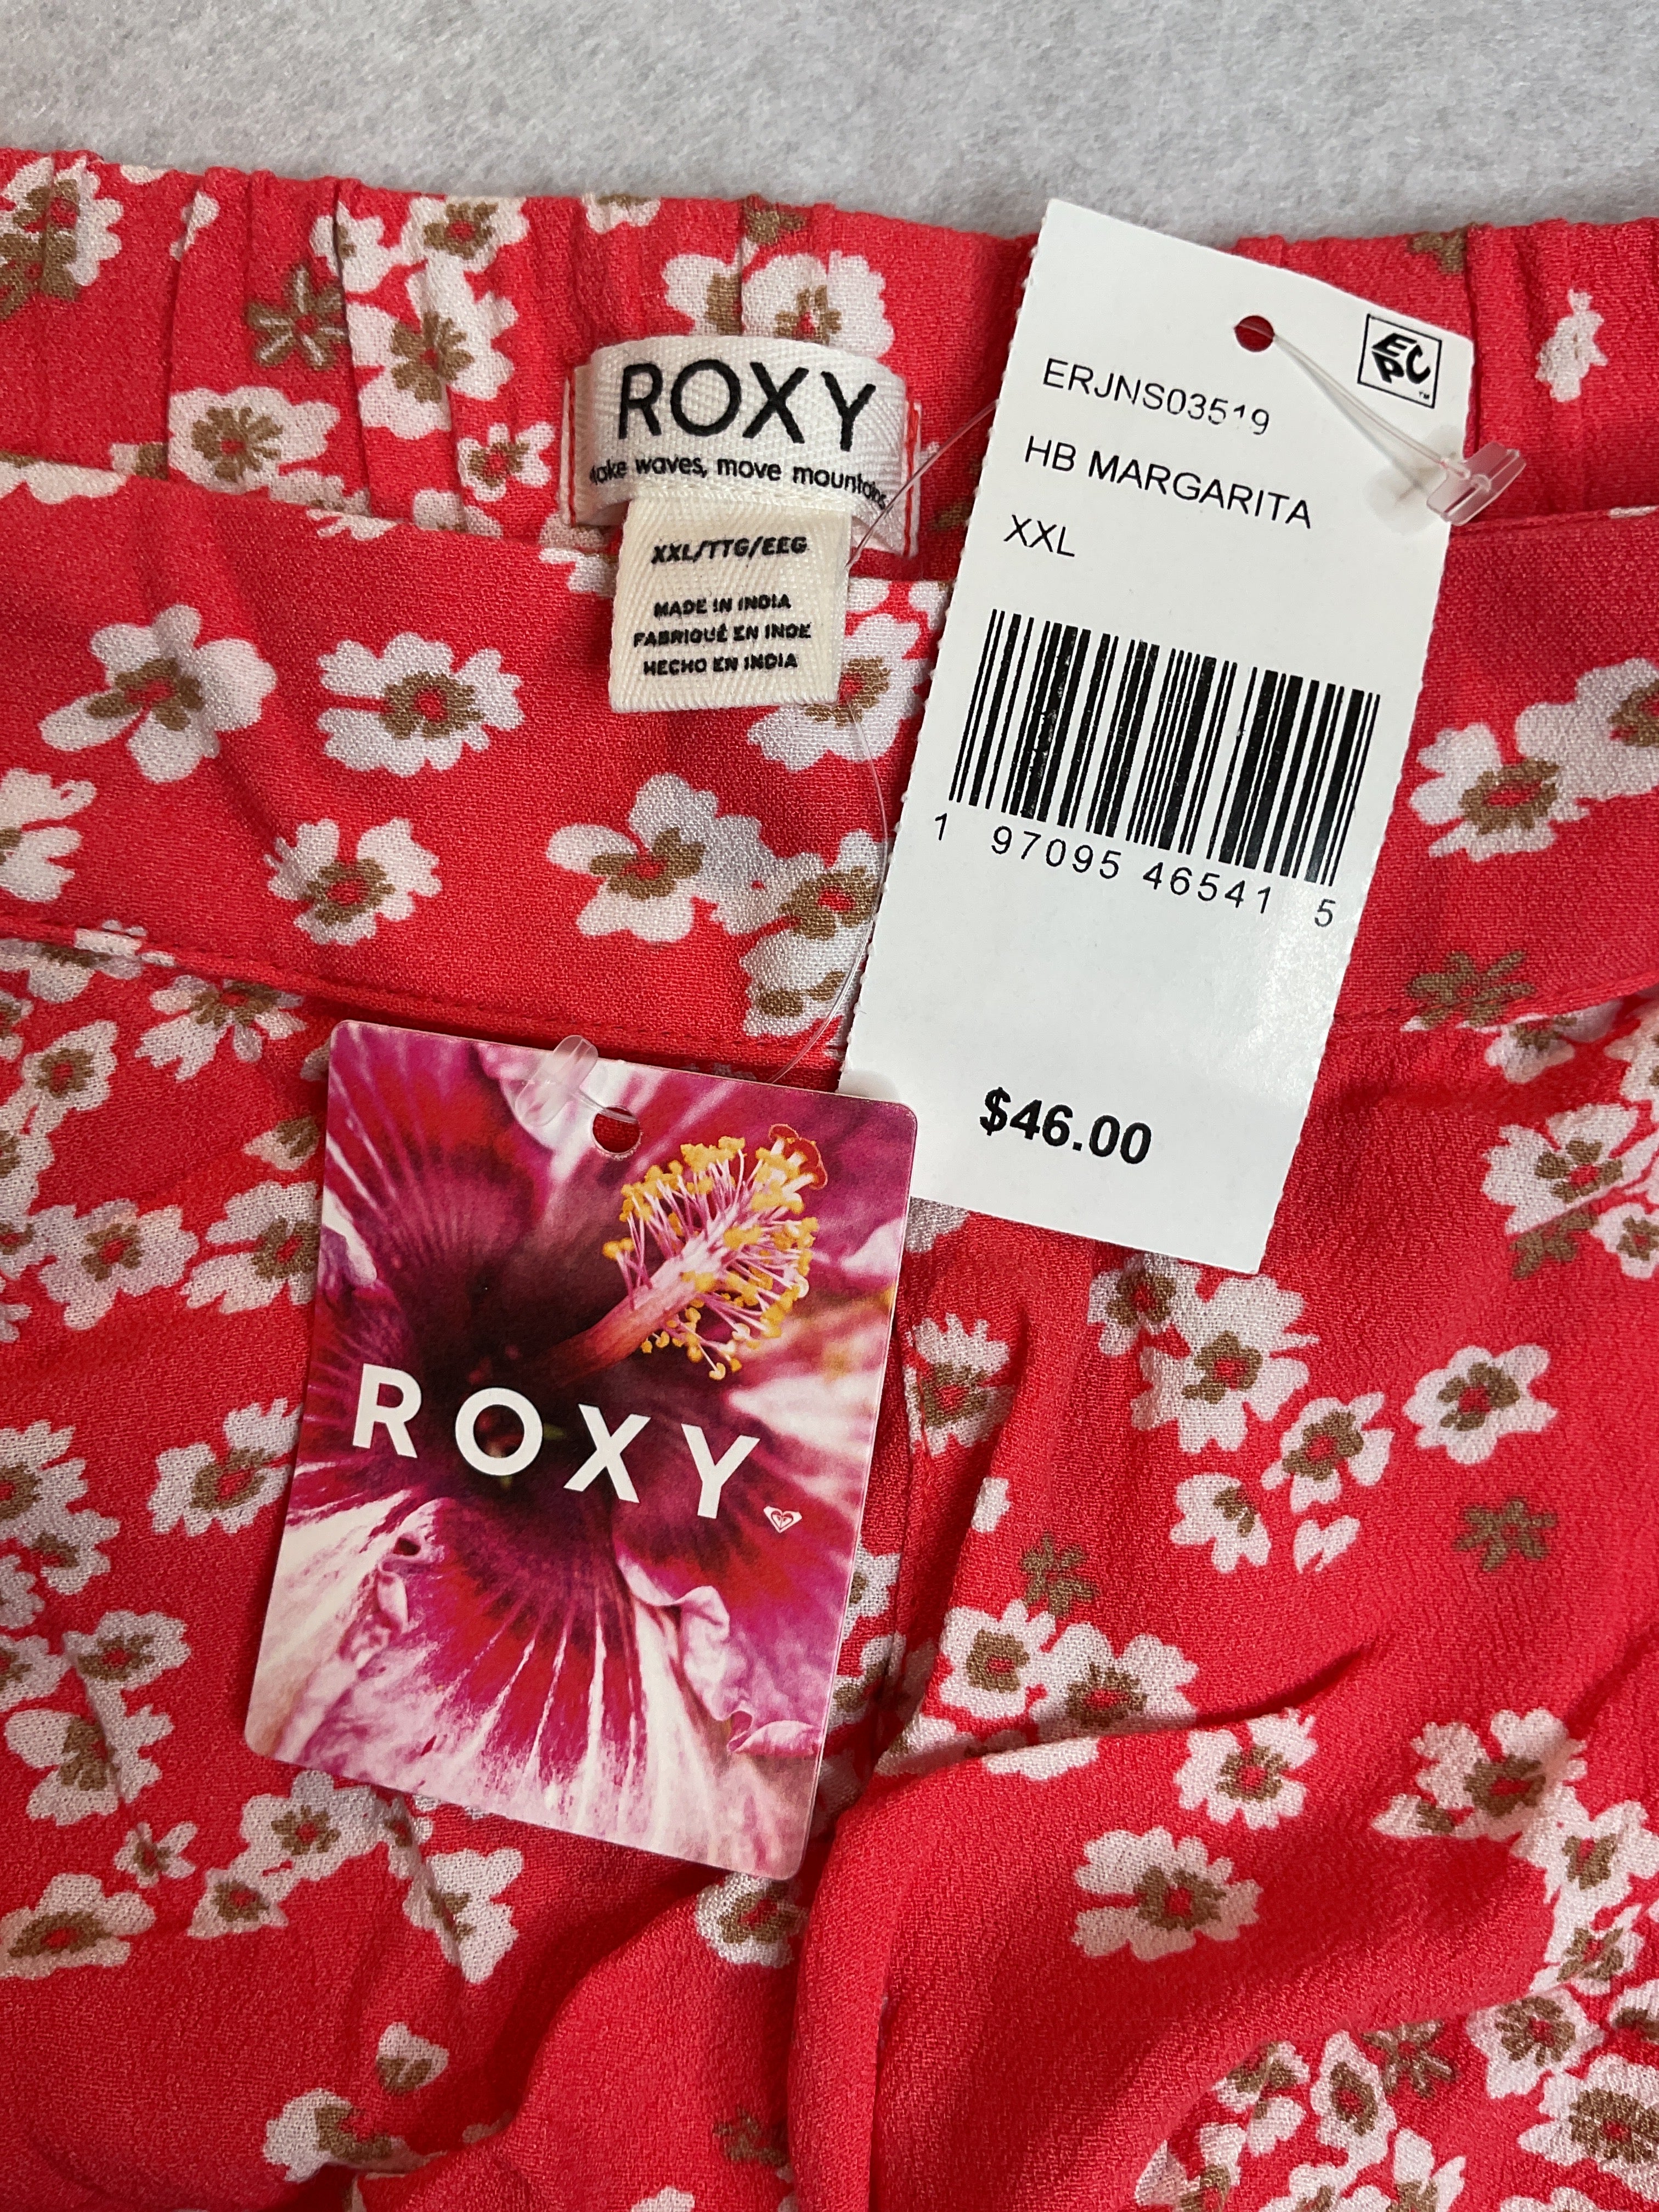 ROXY
make waves, move mountains
XXL/TTG/EEG
MADE IN INDIA
FABRIQUÉ EN INDE
HECHO EN INDIA
ECP™
ERJNS03519
HB MARGARITA
XXL
1 97095 46541 5
$46.00
ROXY